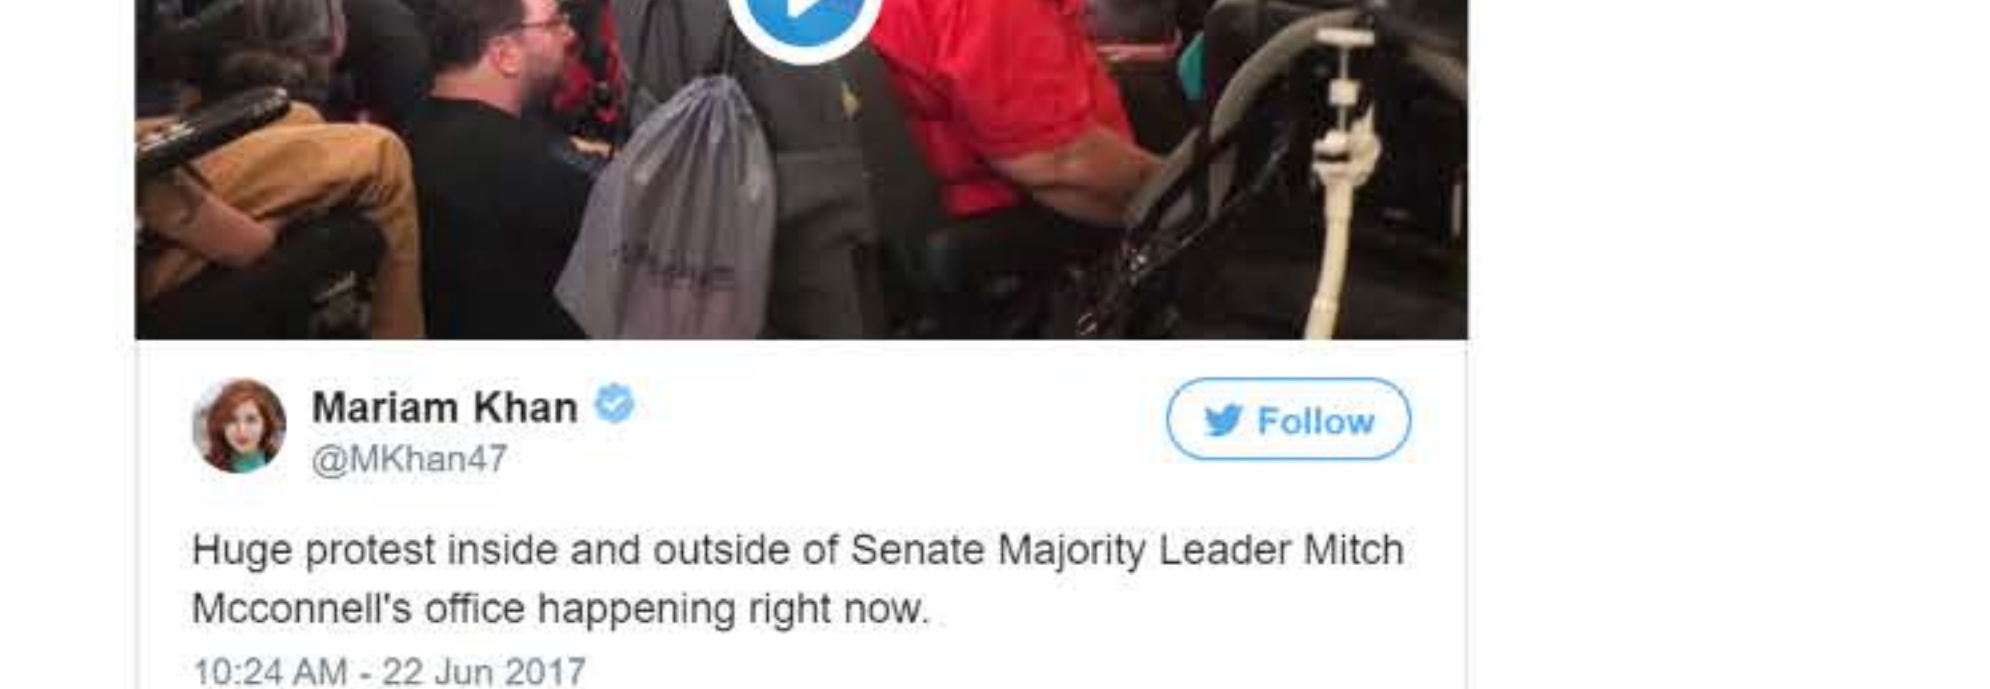 Mariam Khan
Follow
@MKhan47
Huge protest inside and outside of Senate Majority Leader Mitch
Mcconnell's office happening right now.
10:24 AM - 22 Jun 2017